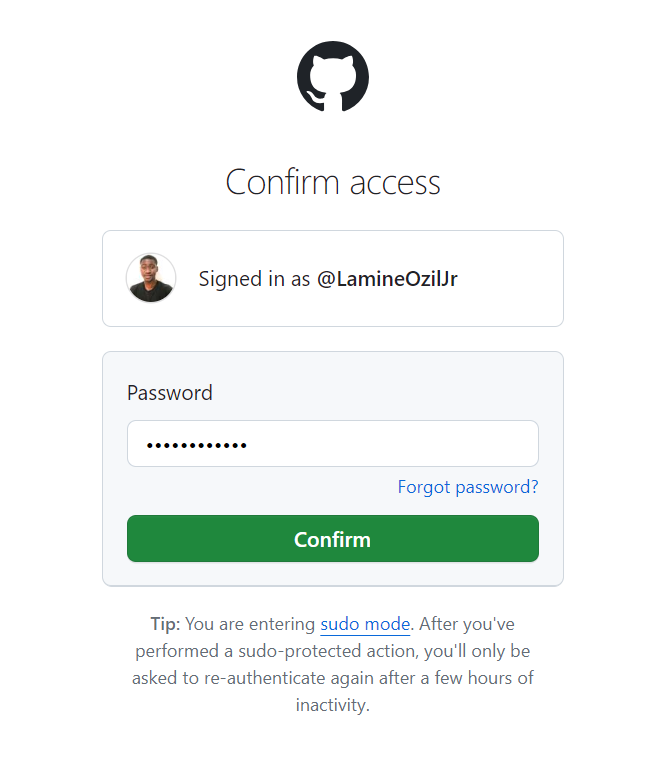 Confirm access
Signed in as @LamineOzilJr
Password
••••••••••••
Forgot password?
Confirm
Tip: You are entering sudo mode. After you've
performed a sudo-protected action, you'll only be
asked to re-authenticate again after a few hours of
inactivity.